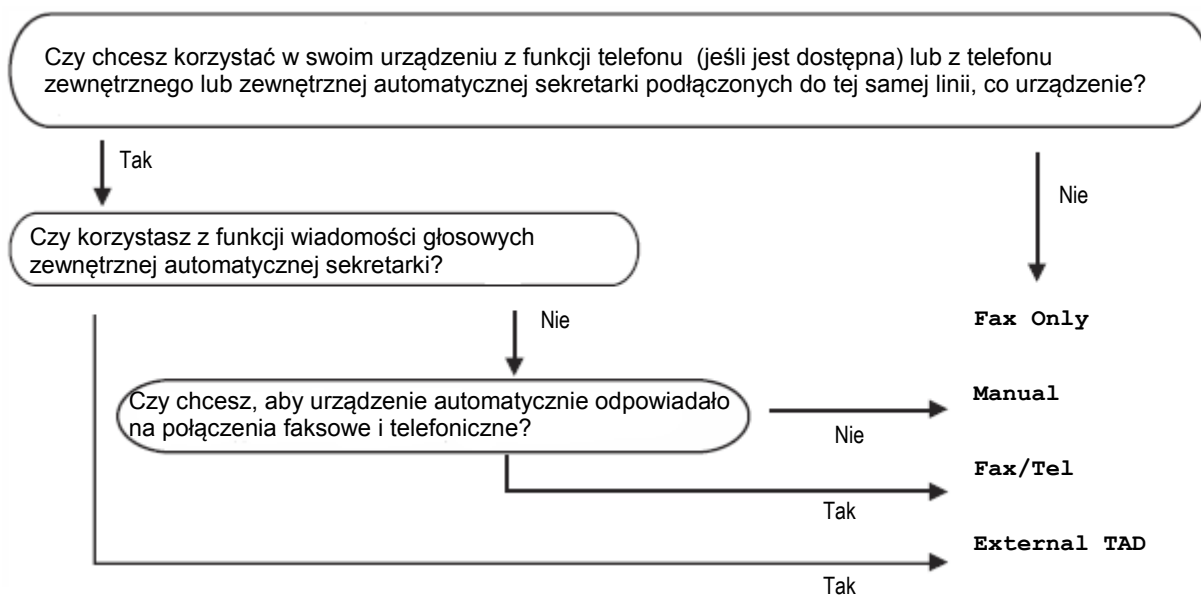 Czy chcesz korzystać w swoim urządzeniu z funkcji telefonu (jeśli jest dostępna) lub z telefonu
zewnętrznego lub zewnętrznej automatycznej sekretarki podłączonych do tej samej linii, co urządzenie?
Tak
Nie
Czy korzystasz z funkcji wiadomości głosowych
zewnętrznej automatycznej sekretarki?
Nie
Fax Only
Czy chcesz, aby urządzenie automatycznie odpowiadało
na połączenia faksowe i telefoniczne?
Nie
Manual
Tak
Fax/Tel
Tak
External TAD